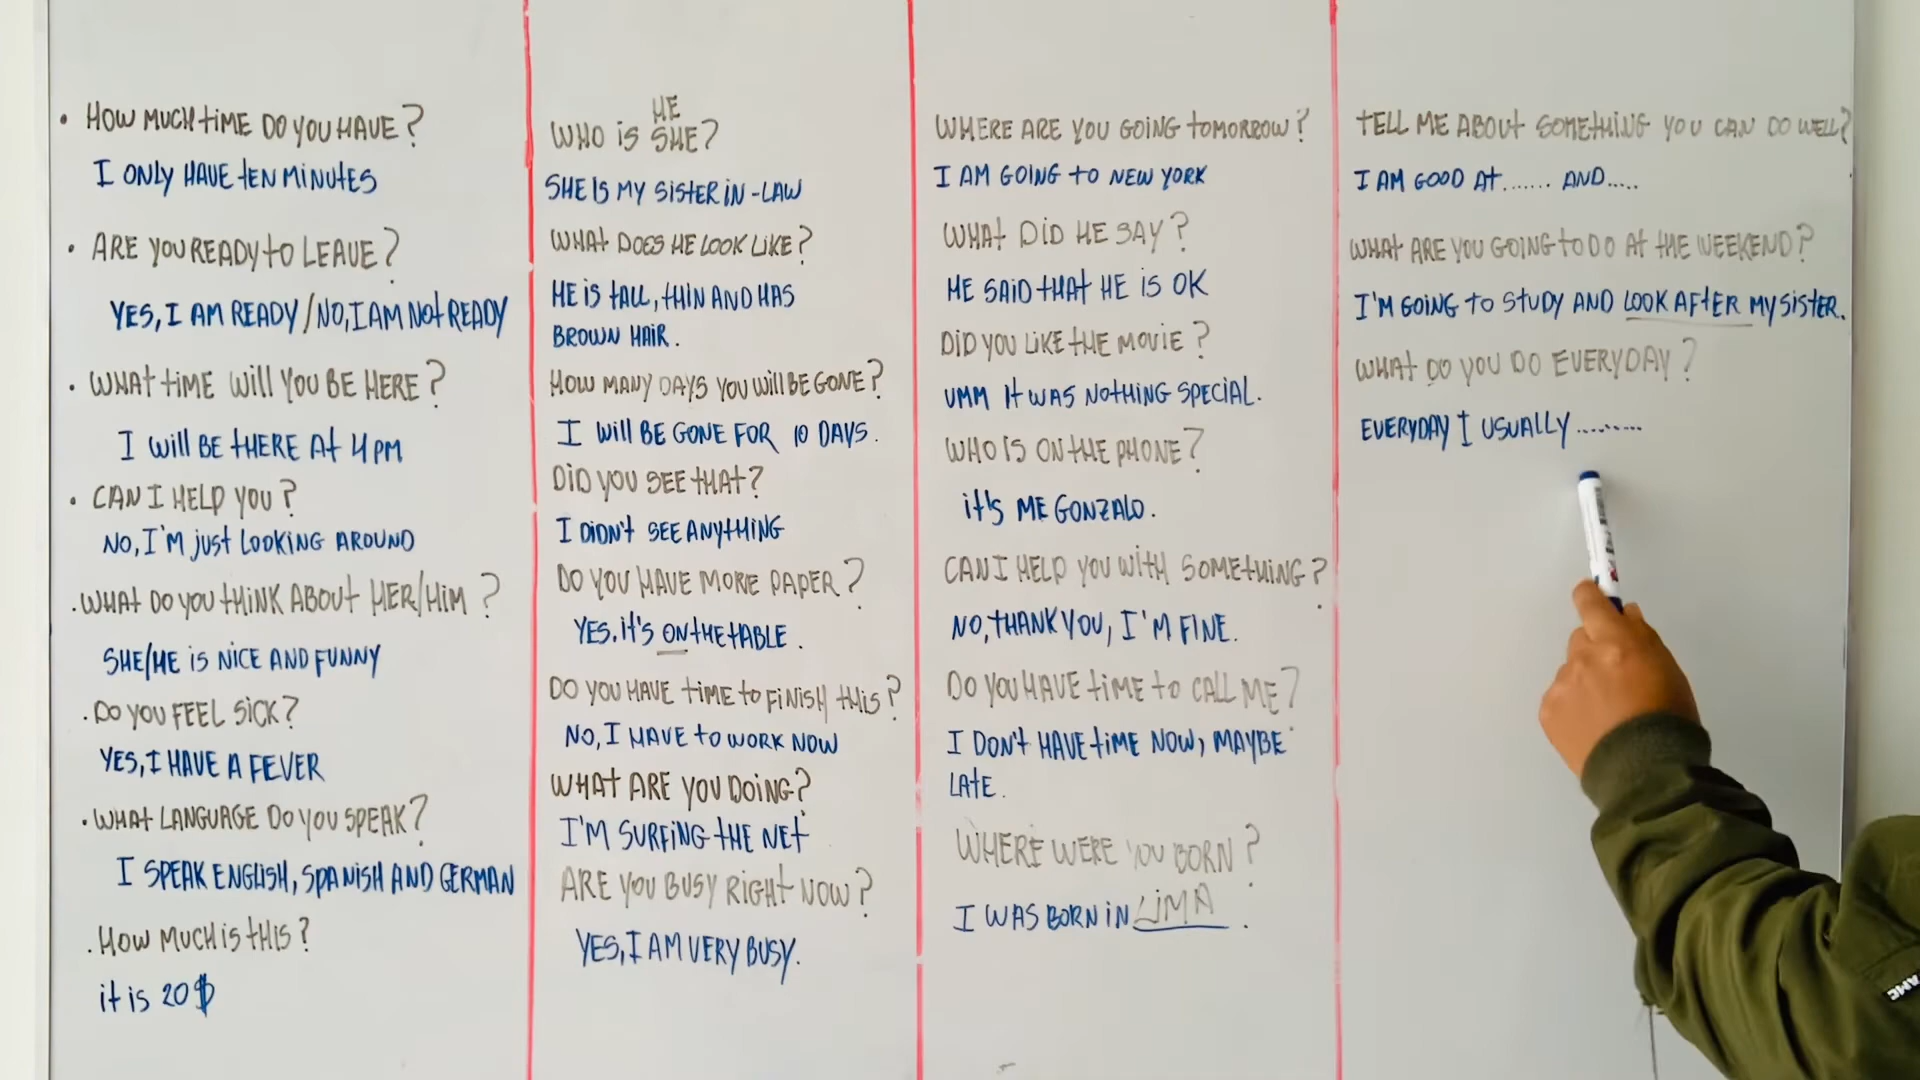 • HOW MUCH TIME DO YOU HAVE?
I ONLY HAVE TEN MINUTES
• ARE YOU READY TO LEAVE?
YES, I AM READY / NO, I AM NOT READY
• WHAT TIME WILL YOU BE HERE?
I WILL BE THERE AT 4 PM
• CAN I HELP YOU?
NO, I'M JUST LOOKING AROUND
. WHAT DO YOU THINK ABOUT HER/HIM?
SHE/HE IS NICE AND FUNNY
. DO YOU FEEL SICK?
YES, I HAVE A FEVER
. WHAT LANGUAGE DO YOU SPEAK?
I SPEAK ENGLISH, SPANISH AND GERMAN
. HOW MUCH IS THIS?
it is 20$
HE
WHO IS SHE?
SHE IS MY SISTER IN-LAW
WHAT DOES HE LOOK LIKE?
HE IS TALL, THIN AND HAS
BROWN HAIR.
HOW MANY DAYS YOU WILL BE GONE?
I WILL BE GONE FOR 10 DAYS.
DID YOU SEE THAT?
I DIDN'T SEE ANYTHING
DO YOU HAVE MORE PAPER?
YES. IT'S ON THE TABLE.
DO YOU HAVE TIME TO FINISH THIS?
NO, I HAVE TO WORK NOW
WHAT ARE YOU DOING?
I'M SURFING THE NET
ARE YOU BUSY RIGHT NOW?
YES, I AM VERY BUSY.
WHERE ARE YOU GOING TOMORROW?
I AM GOING TO NEW YORK
WHAT DID HE SAY?
HE SAID THAT HE IS OK
DID YOU LIKE THE MOVIE?
UMM IT WAS NOTHING SPECIAL.
WHO IS ON THE PHONE?
IT'S ME GONZALO.
CAN I HELP YOU WITH SOMETHING?
NO, THANK YOU, I'M FINE.
DO YOU HAVE TIME TO CALL ME?
I DON'T HAVE TIME NOW, MAYBE
LATE.
WHERE WERE YOU BORN?
I WAS BORN IN LIMA.
TELL ME ABOUT SOMETHING YOU CAN DO WELL?
I AM GOOD AT....... AND.....
WHAT ARE YOU GOING TO DO AT THE WEEKEND?
I'M GOING TO STUDY AND LOOK AFTER MY SISTER.
WHAT DO YOU DO EVERYDAY?
EVERYDAY I USUALLY.........